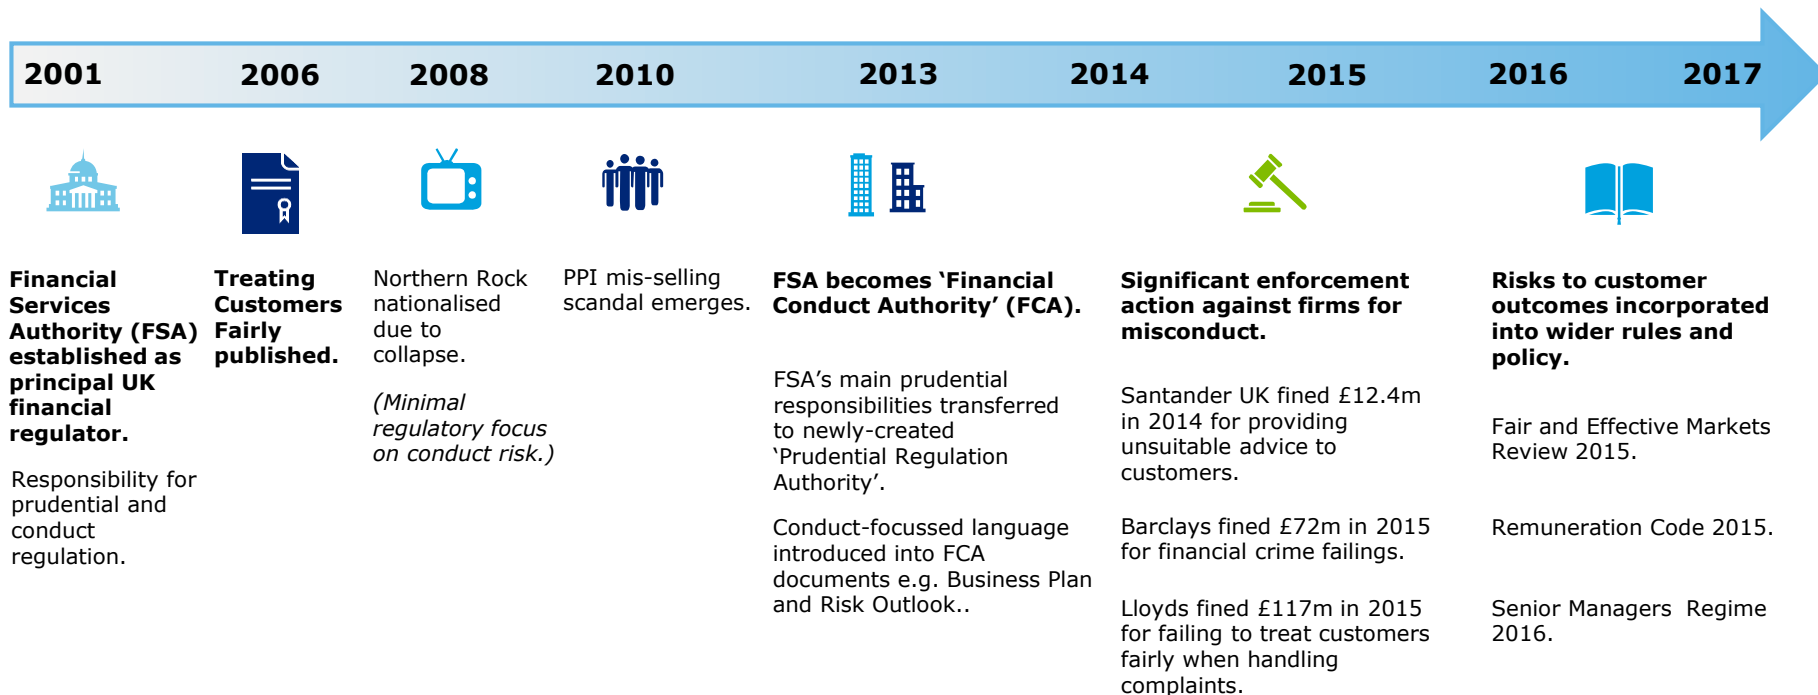 2001 2006 2008 2010 2013 2014 2015 2016 2017
Financial
Services
Authority (FSA)
established as
principal UK
financial
regulator.
Responsibility for
prudential and
conduct
regulation.
Treating
Customers
Fairly
published.
Northern Rock
nationalised
due to
collapse.
(Minimal
regulatory focus
on conduct risk.)
PPI mis-selling
scandal emerges.
FSA becomes ‘Financial
Conduct Authority’ (FCA).
FSA’s main prudential
responsibilities transferred
to newly-created
‘Prudential Regulation
Authority’.
Conduct-focussed language
introduced into FCA
documents e.g. Business Plan
and Risk Outlook..
Significant enforcement
action against firms for
misconduct.
Santander UK fined £12.4m
in 2014 for providing
unsuitable advice to
customers.
Barclays fined £72m in 2015
for financial crime failings.
Lloyds fined £117m in 2015
for failing to treat customers
fairly when handling
complaints.
Risks to customer
outcomes incorporated
into wider rules and
policy.
Fair and Effective Markets
Review 2015.
Remuneration Code 2015.
Senior Managers  Regime
2016.